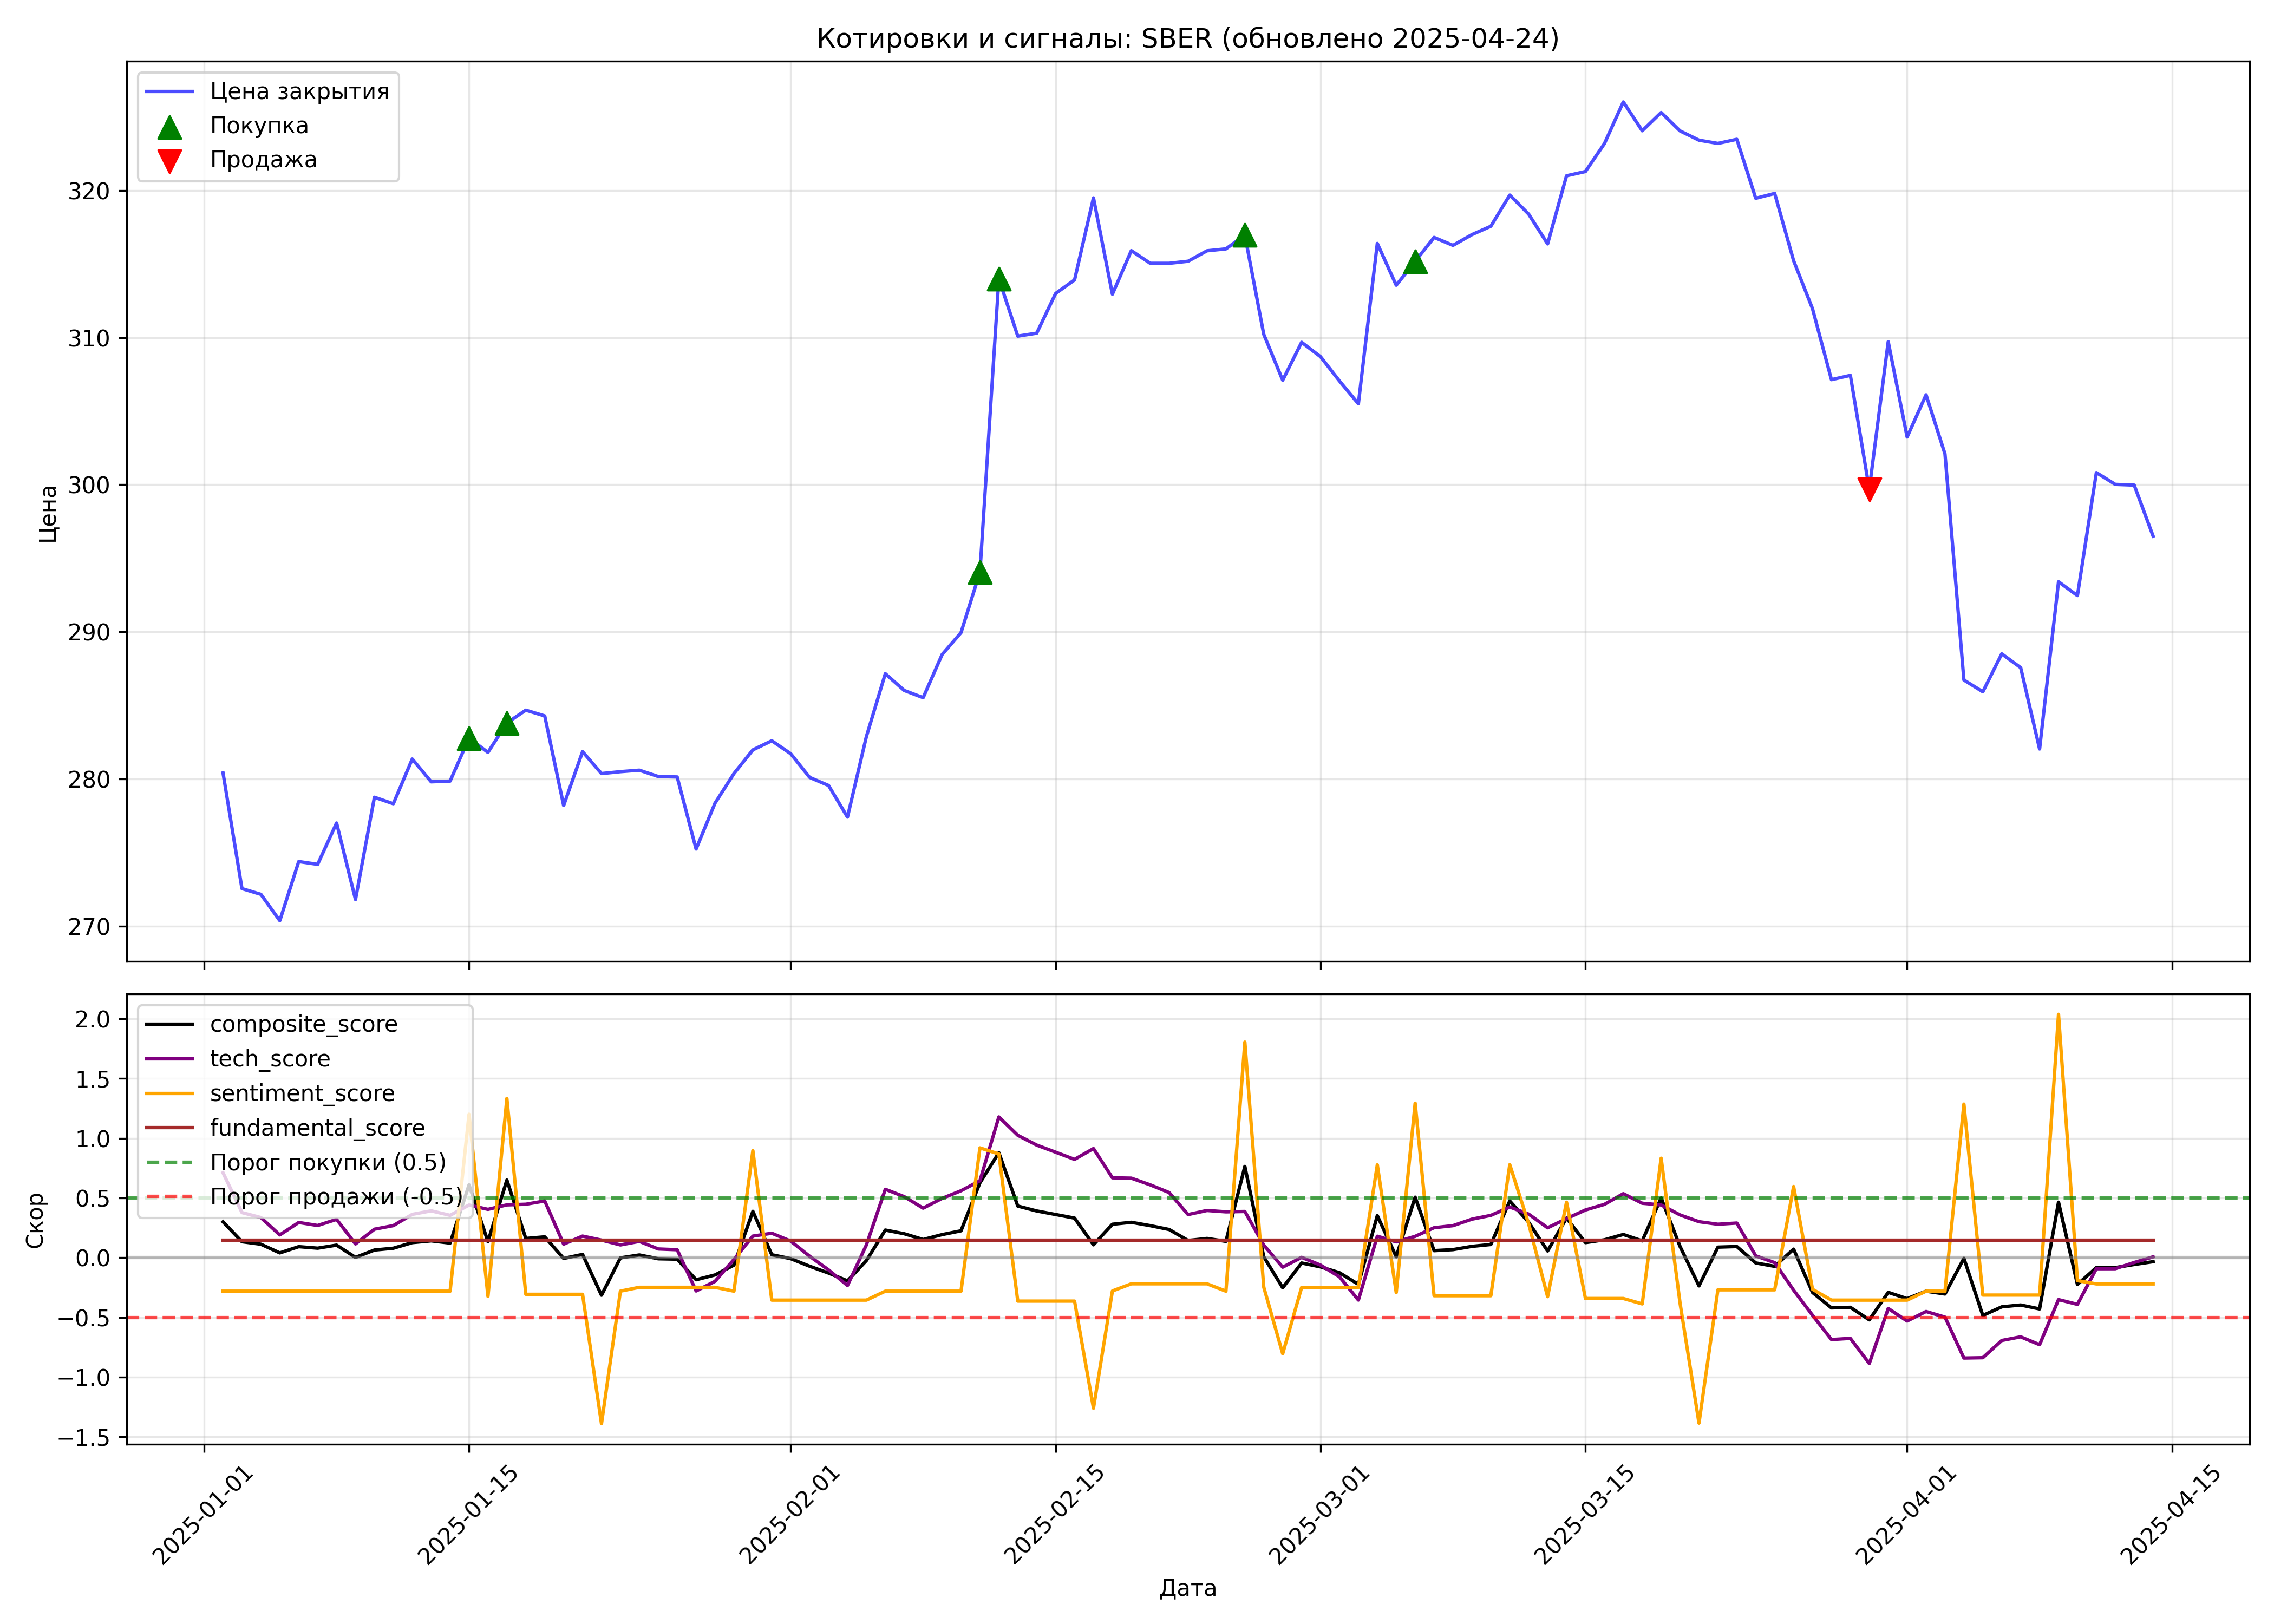 Котировки и сигналы: SBER (обновлено 2025-04-24)
Цена закрытия
Покупка
Продажа
Цена
320
310
300
290
280
270
composite_score
tech_score
sentiment_score
fundamental_score
Порог покупки (0.5)
Порог продажи (-0.5)
Скор
2.0
1.5
1.0
0.5
0.0
−0.5
−1.0
−1.5
2025-01-01
2025-01-15
2025-02-01
2025-02-15
2025-03-01
2025-03-15
2025-04-01
2025-04-15
Дата